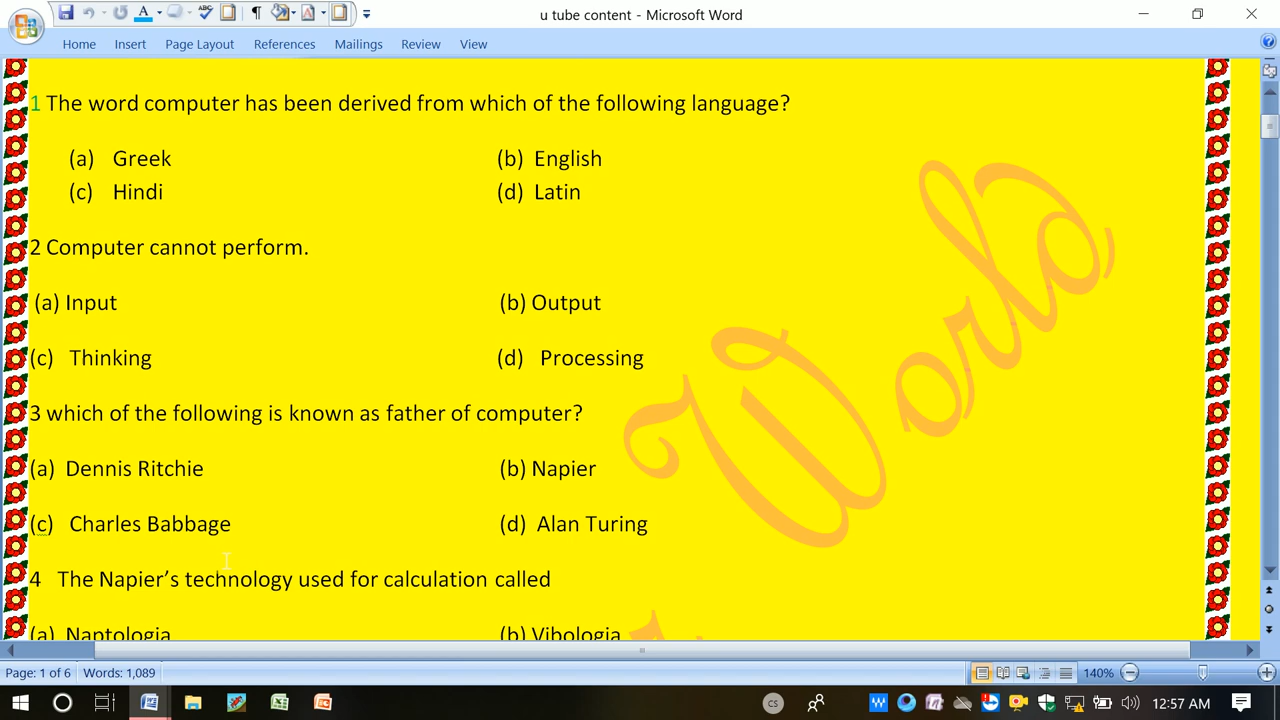 u tube content - Microsoft Word
Home Insert Page Layout References Mailings Review View
1 The word computer has been derived from which of the following language?
(a) Greek (b) English
(c) Hindi (d) Latin
2 Computer cannot perform.
(a) Input (b) Output
(c) Thinking (d) Processing
3 which of the following is known as father of computer?
(a) Dennis Ritchie (b) Napier
(c) Charles Babbage (d) Alan Turing
4 The Napier’s technology used for calculation called
(a) Naptologia (b) Vibologia
World
Page: 1 of 6 Words: 1,089 140%
CS 12:57 AM